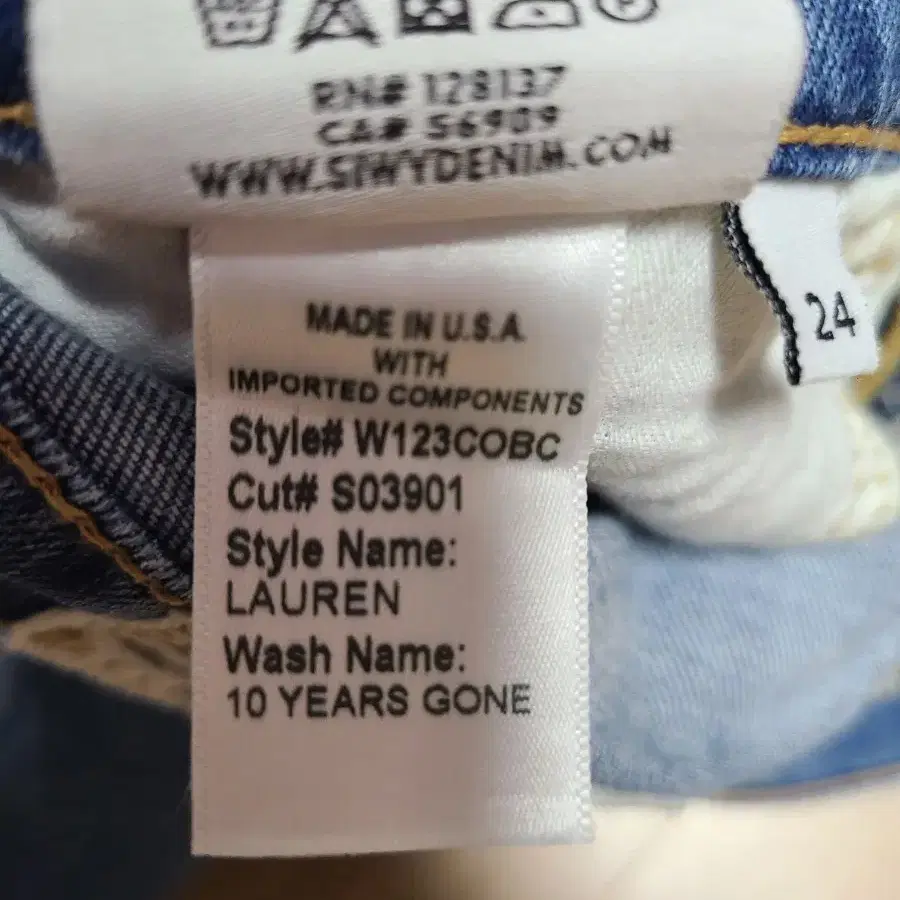 RN# 128137
CA# 56909
WWW.SIWYDENIM.COM
24
MADE IN U.S.A.
WITH
IMPORTED COMPONENTS
Style# W123COBC
Cut# S03901
Style Name:
LAUREN
Wash Name:
10 YEARS GONE